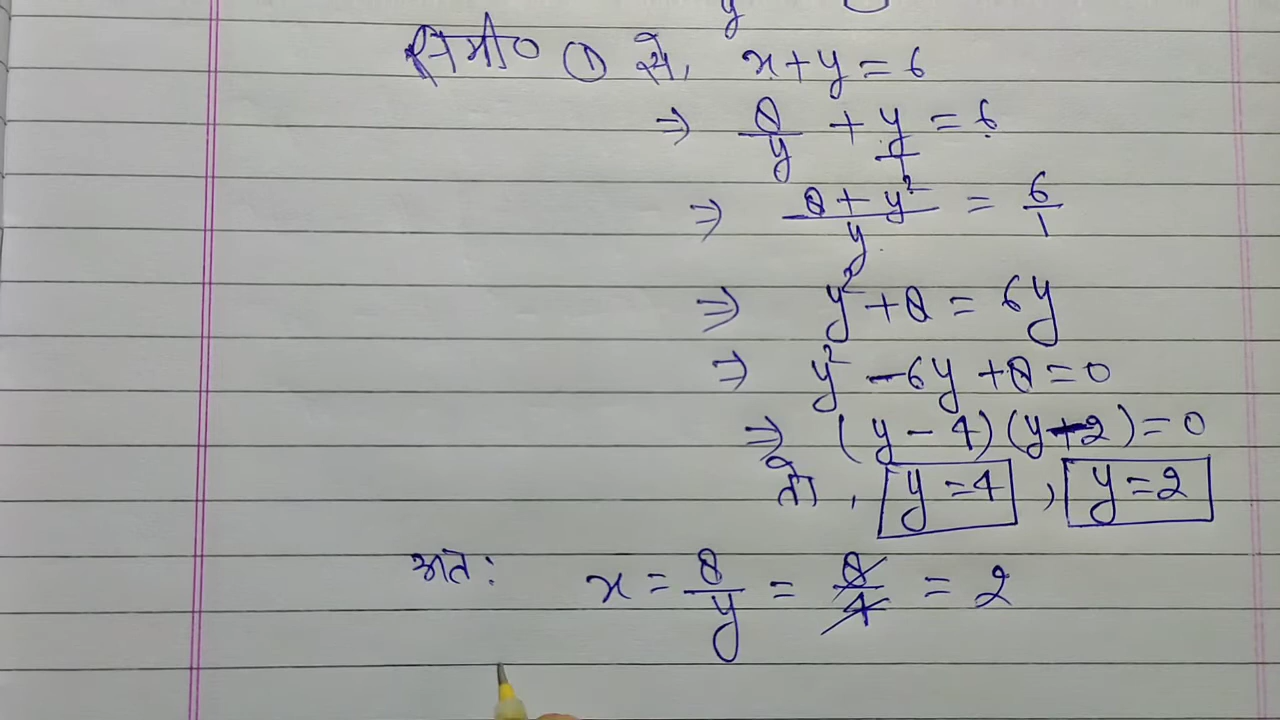 y
समी० ① से, x + y = 6
⇒ 8/y + y/1 = 6
⇒ (8 + y²)/y = 6/1
⇒ y² + 8 = 6y
⇒ y² - 6y + 8 = 0
⇒ (y - 4)(y - 2) = 0
तो, y = 4, y = 2
अतः x = 8/y = 8/4 = 2